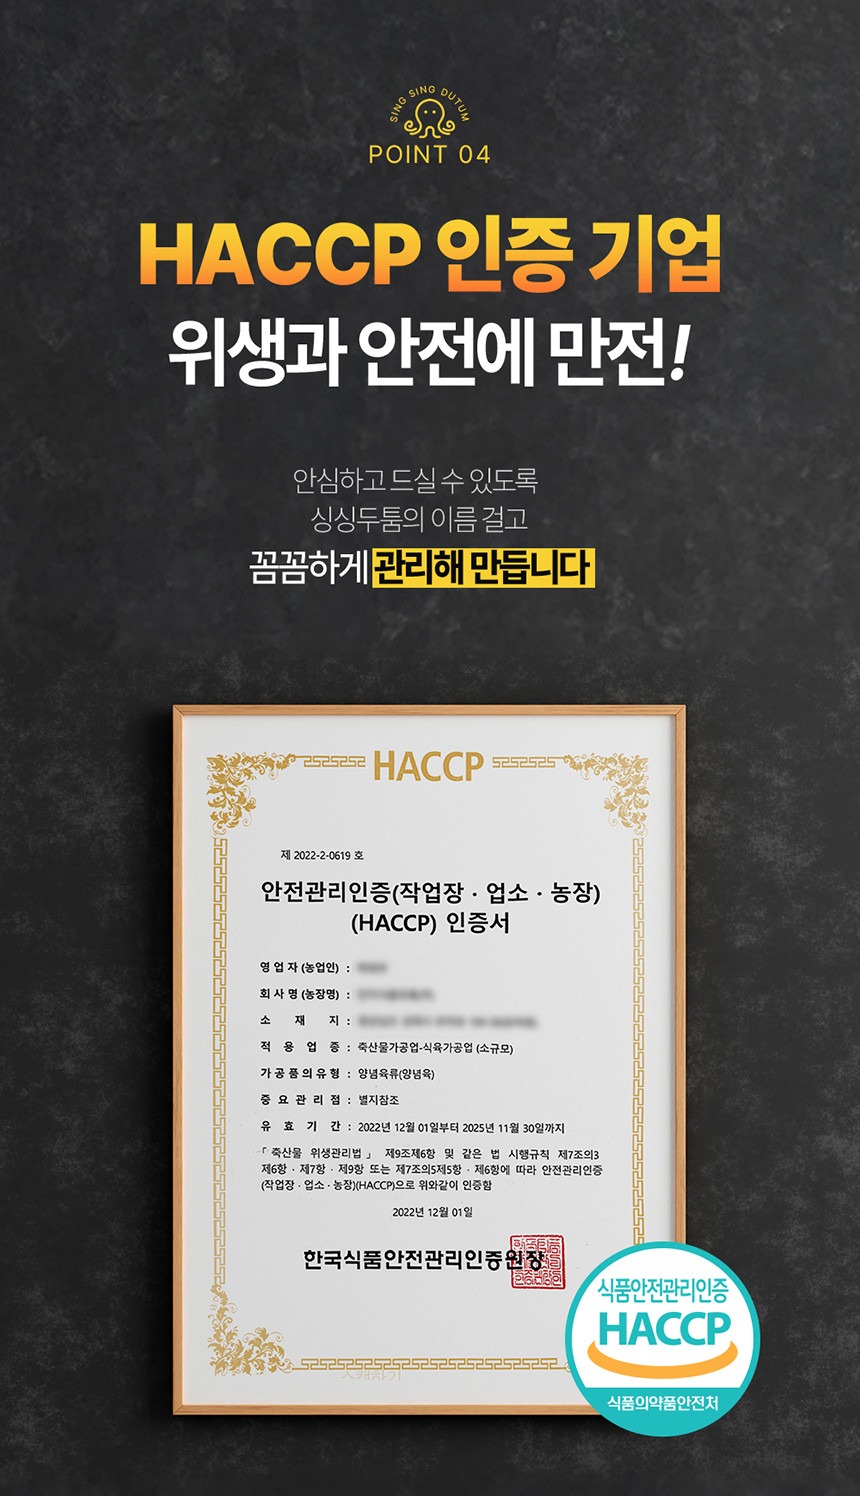 SING SING DUTUM
POINT 04
HACCP 인증 기업
위생과 안전에 만전!
안심하고 드실 수 있도록
싱싱두툼의 이름 걸고
꼼꼼하게 관리해 만듭니다
HACCP
제 2022-2-0619 호
안전관리인증(작업장 · 업소 · 농장)
(HACCP) 인증서
영 업 자 (농업인) :
회 사 명 (농장명) :
소 재 지 :
적 용 업 종 : 축산물가공업-식육가공업 (소규모)
가공품의유형 : 양념육류(양념육)
중 요 관 리 점 : 별지참조
유 효 기 간 : 2022년 12월 01일부터 2025년 11월 30일까지
「축산물 위생관리법」 제9조제6항 및 같은 법 시행규칙 제7조의3
제6항 · 제7항 · 제9항 또는 제7조의5제5항 · 제6항에 따라 안전관리인증
(작업장 · 업소 · 농장)(HACCP)으로 위와같이 인증함
2022년 12월 01일
한국식품안전관리인증원장
식품안전관리인증
HACCP
식품의약품안전처